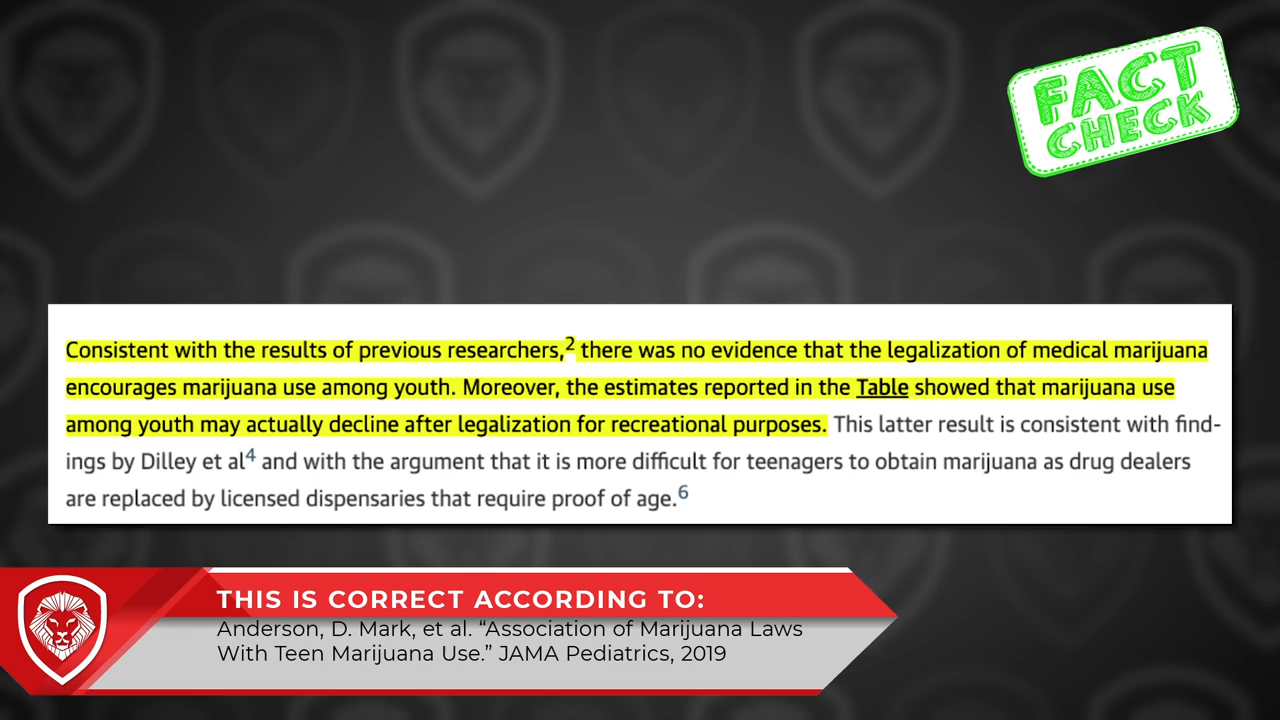 FACT
CHECK
Consistent with the results of previous researchers,2 there was no evidence that the legalization of medical marijuana
encourages marijuana use among youth. Moreover, the estimates reported in the Table showed that marijuana use
among youth may actually decline after legalization for recreational purposes. This latter result is consistent with find-
ings by Dilley et al4 and with the argument that it is more difficult for teenagers to obtain marijuana as drug dealers
are replaced by licensed dispensaries that require proof of age.6
THIS IS CORRECT ACCORDING TO:
Anderson, D. Mark, et al. “Association of Marijuana Laws
With Teen Marijuana Use.” JAMA Pediatrics, 2019